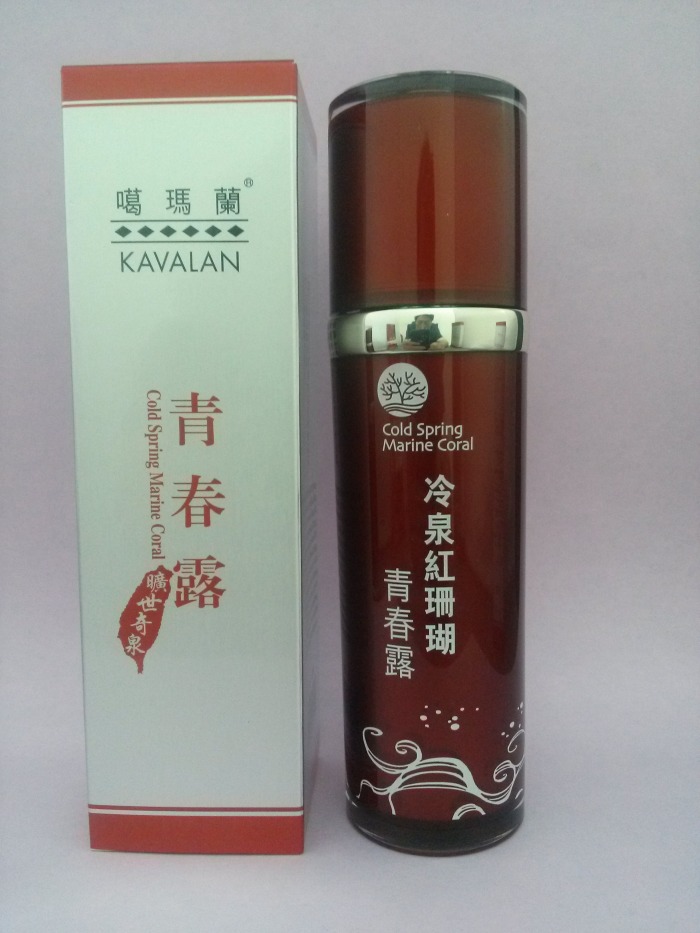 噶瑪蘭®
KAVALAN
青春露
Cold Spring Marine Coral
曠世奇泉
Cold Spring
Marine Coral
冷泉紅珊瑚
青春露